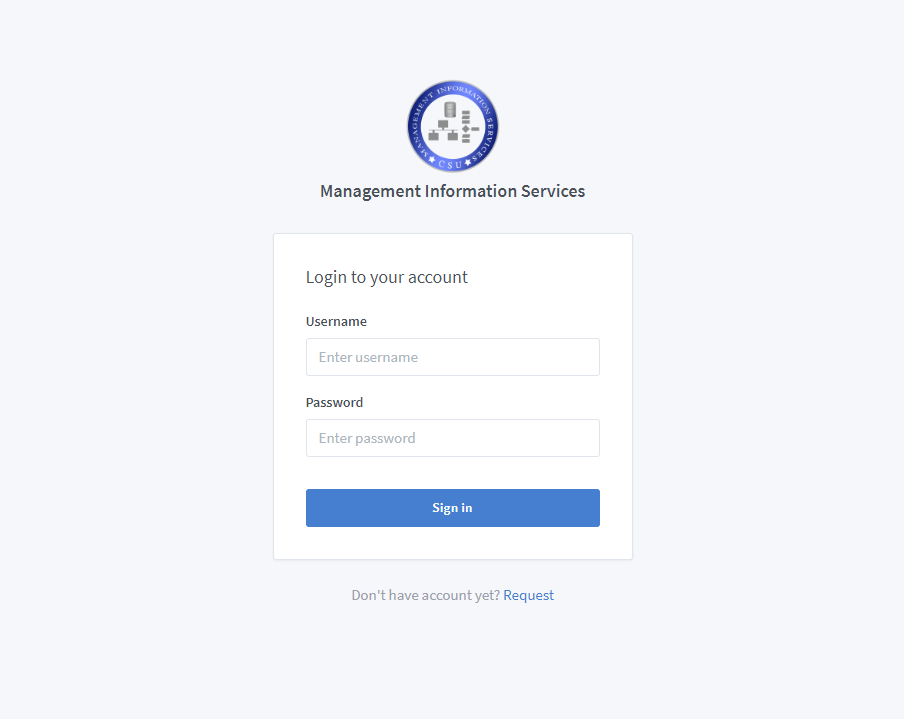 MANAGEMENT INFORMATION SERVICES
CSU
Management Information Services
Login to your account
Username
Enter username
Password
Enter password
Sign in
Don't have account yet? Request